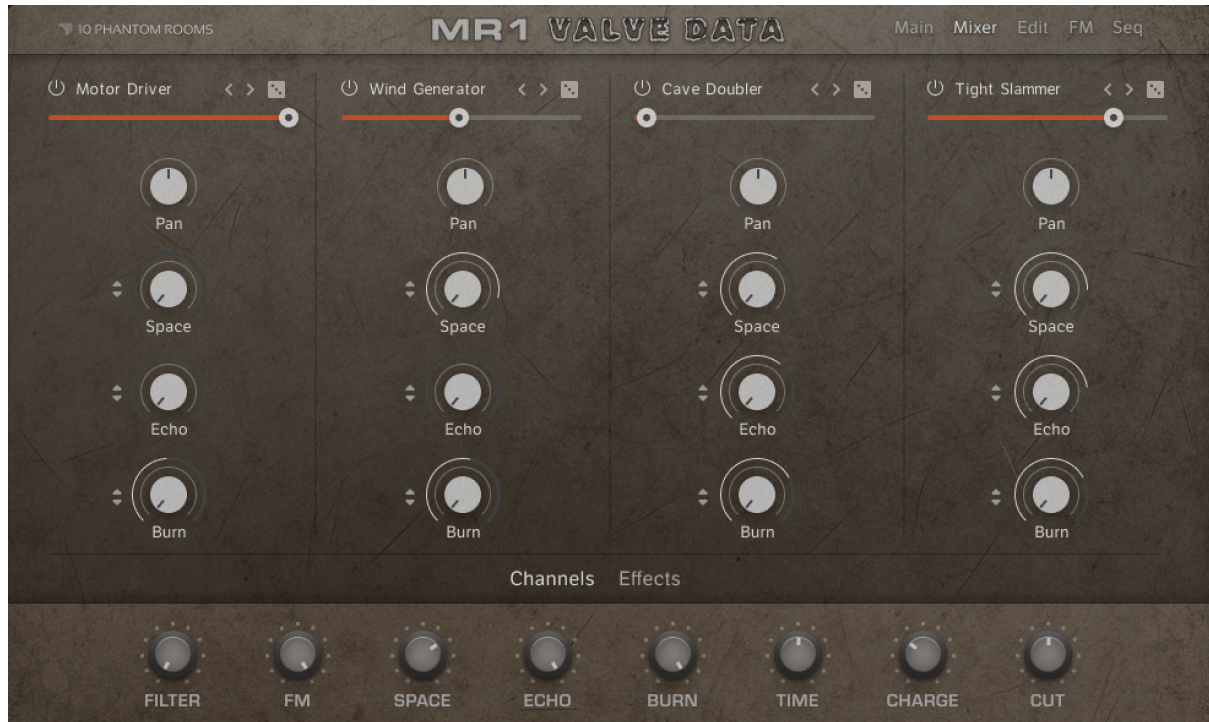 10 PHANTOM ROOMS
MR1 VALVE DATA
Main Mixer Edit FM Seq
Motor Driver Wind Generator Cave Doubler Tight Slammer
Pan Pan Pan Pan
Space Space Space Space
Echo Echo Echo Echo
Burn Burn Burn Burn
Channels Effects
FILTER FM SPACE ECHO BURN TIME CHARGE CUT